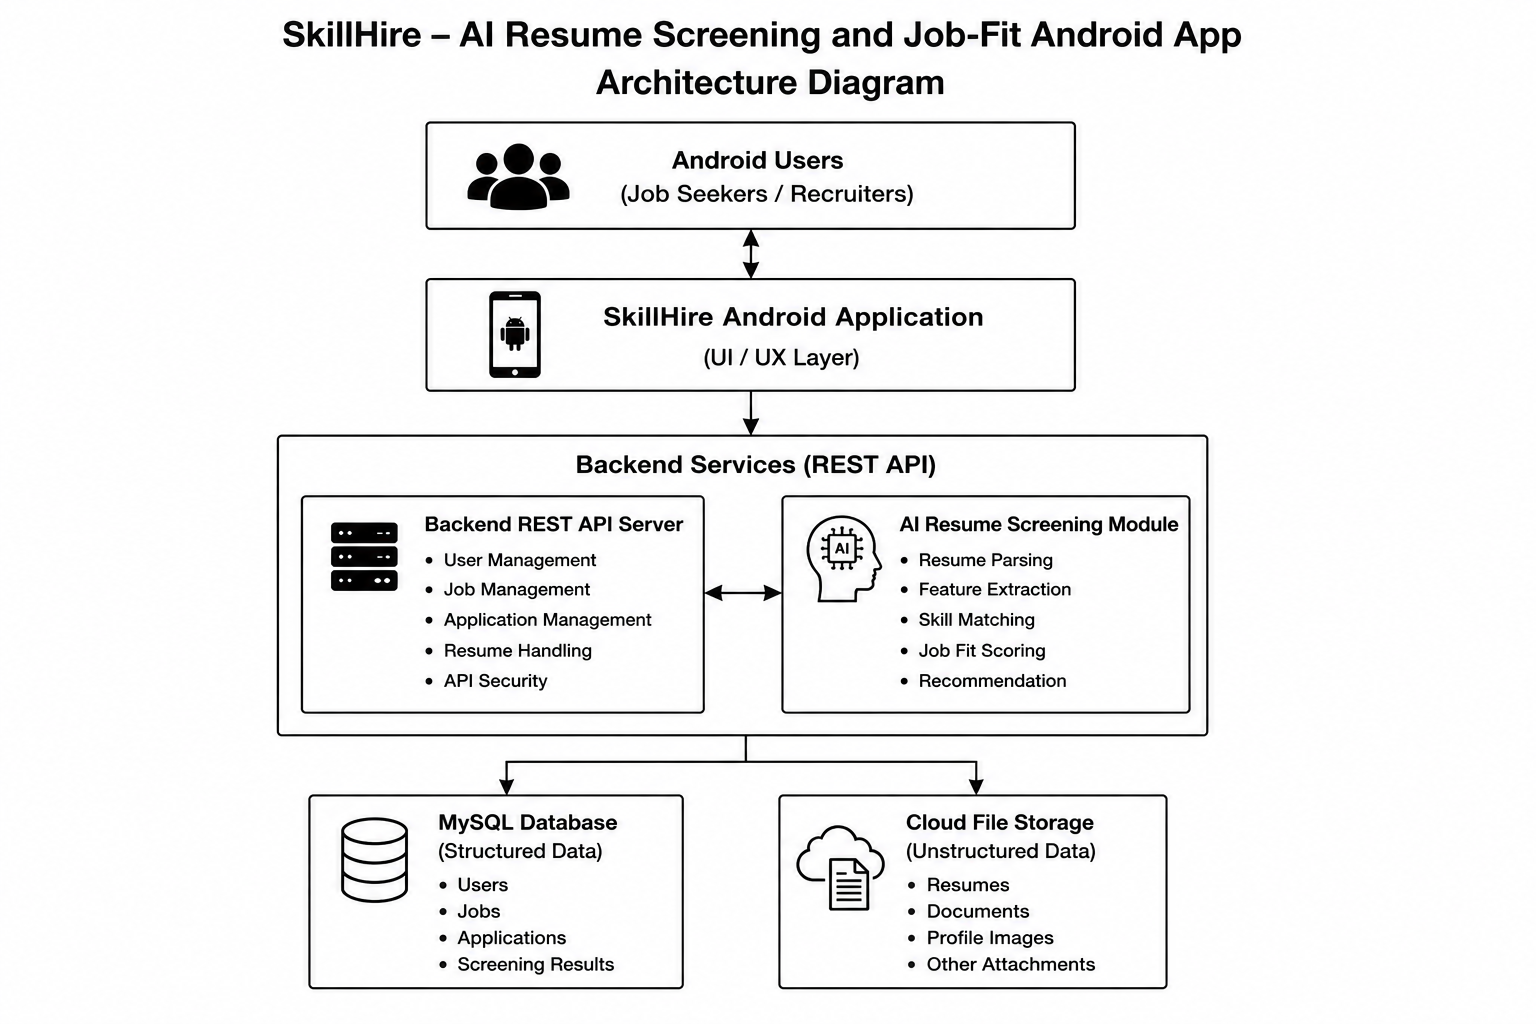 SkillHire – AI Resume Screening and Job-Fit Android App
Architecture Diagram
Android Users
(Job Seekers / Recruiters)
SkillHire Android Application
(UI / UX Layer)
Backend Services (REST API)
Backend REST API Server
• User Management
• Job Management
• Application Management
• Resume Handling
• API Security
AI
AI Resume Screening Module
• Resume Parsing
• Feature Extraction
• Skill Matching
• Job Fit Scoring
• Recommendation
MySQL Database
(Structured Data)
• Users
• Jobs
• Applications
• Screening Results
Cloud File Storage
(Unstructured Data)
• Resumes
• Documents
• Profile Images
• Other Attachments